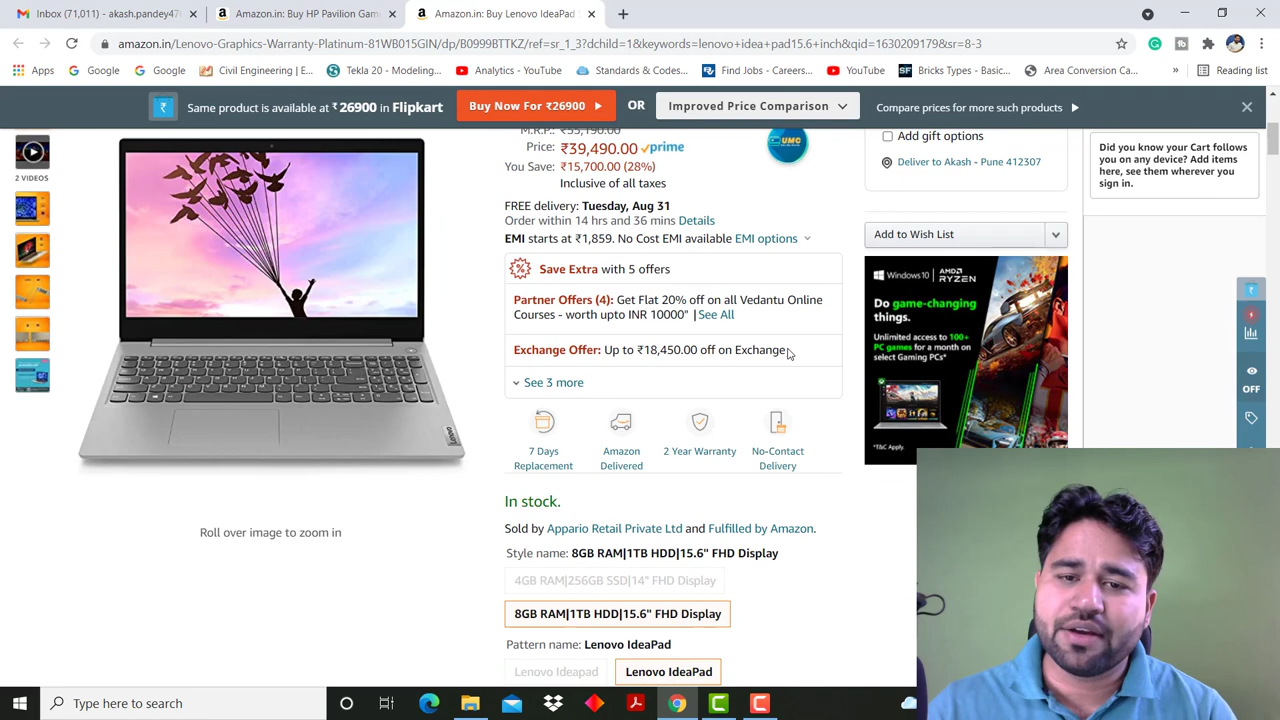 Inbox (71,011) - akash.pandey47
Amazon.in: Buy HP Pavilion Gam
Amazon.in: Buy Lenovo IdeaPad
amazon.in/Lenovo-Graphics-Warranty-Platinum-81WB015GIN/dp/B0999BTTKZ/ref=sr_1_3?dchild=1&keywords=lenovo+idea+pad15.6+inch&qid=1630209179&sr=8-3
Apps
Google
Google
Civil Engineering | E...
Tekla 20 - Modeling...
Analytics - YouTube
Standards & Codes...
Find Jobs - Careers...
YouTube
Bricks Types - Basic...
Area Conversion Ca...
»
Reading list
Same product is available at ₹26900 in Flipkart
Buy Now For ₹26900
OR
Improved Price Comparison
Compare prices for more such products
2 VIDEOS
Lenovo
Roll over image to zoom in
M.R.P.: ₹55,190.00
Price: ₹39,490.00 prime
You Save: ₹15,700.00 (28%)
Inclusive of all taxes
UMC
FREE delivery: Tuesday, Aug 31
Order within 14 hrs and 36 mins Details
EMI starts at ₹1,859. No Cost EMI available EMI options
Save Extra with 5 offers
Partner Offers (4): Get Flat 20% off on all Vedantu Online
Courses - worth upto INR 10000" | See All
Exchange Offer: Up to ₹18,450.00 off on Exchange
See 3 more
7 Days
Replacement
Amazon
Delivered
2 Year Warranty
No-Contact
Delivery
In stock.
Sold by Appario Retail Private Ltd and Fulfilled by Amazon.
Style name: 8GB RAM|1TB HDD|15.6" FHD Display
4GB RAM|256GB SSD|14" FHD Display
8GB RAM|1TB HDD|15.6" FHD Display
Pattern name: Lenovo IdeaPad
Lenovo Ideapad
Lenovo IdeaPad
Add gift options
Deliver to Akash - Pune 412307
Add to Wish List
Windows 10
AMD
RYZEN
Do game-changing
things.
Unlimited access to 100+
PC games for a month on
select Gaming PCs*
*T&C Apply.
Did you know your Cart follows
you on any device? Add items
here, see them wherever you
sign in.
OFF
Type here to search